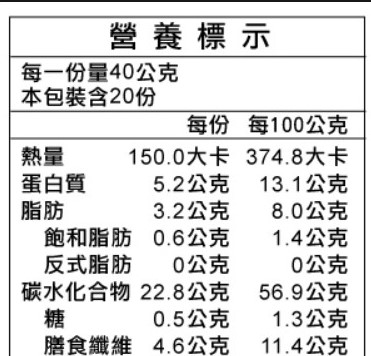 營養標示
每一份量40公克
本包裝含20份
每份 每100公克
熱量 150.0大卡 374.8大卡
蛋白質 5.2公克 13.1公克
脂肪 3.2公克 8.0公克
飽和脂肪 0.6公克 1.4公克
反式脂肪 0公克 0公克
碳水化合物 22.8公克 56.9公克
糖 0.5公克 1.3公克
膳食纖維 4.6公克 11.4公克